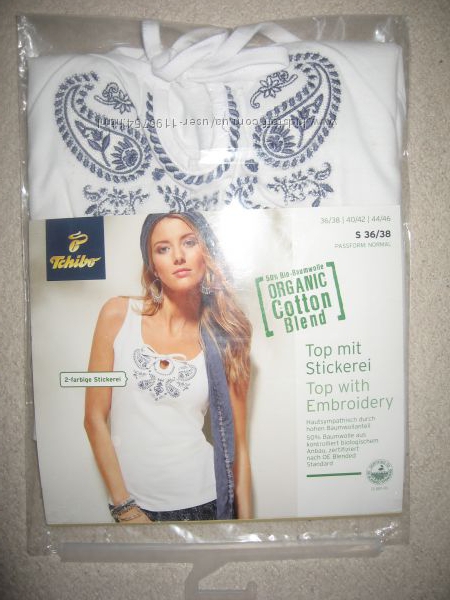 36/38 | 40/42 | 44/46
S 36/38
PASSFORM: NORMAL
Tchibo
50% Bio-Baumwolle
ORGANIC
Cotton
Blend
2-farbige Stickerei
Top mit
Stickerei
Top with
Embroidery
Hautsympathisch durch
hohen Baumwollanteil
50% Baumwolle aus
kontrolliert biologischem
Anbau, zertifiziert
nach OE Blended
Standard